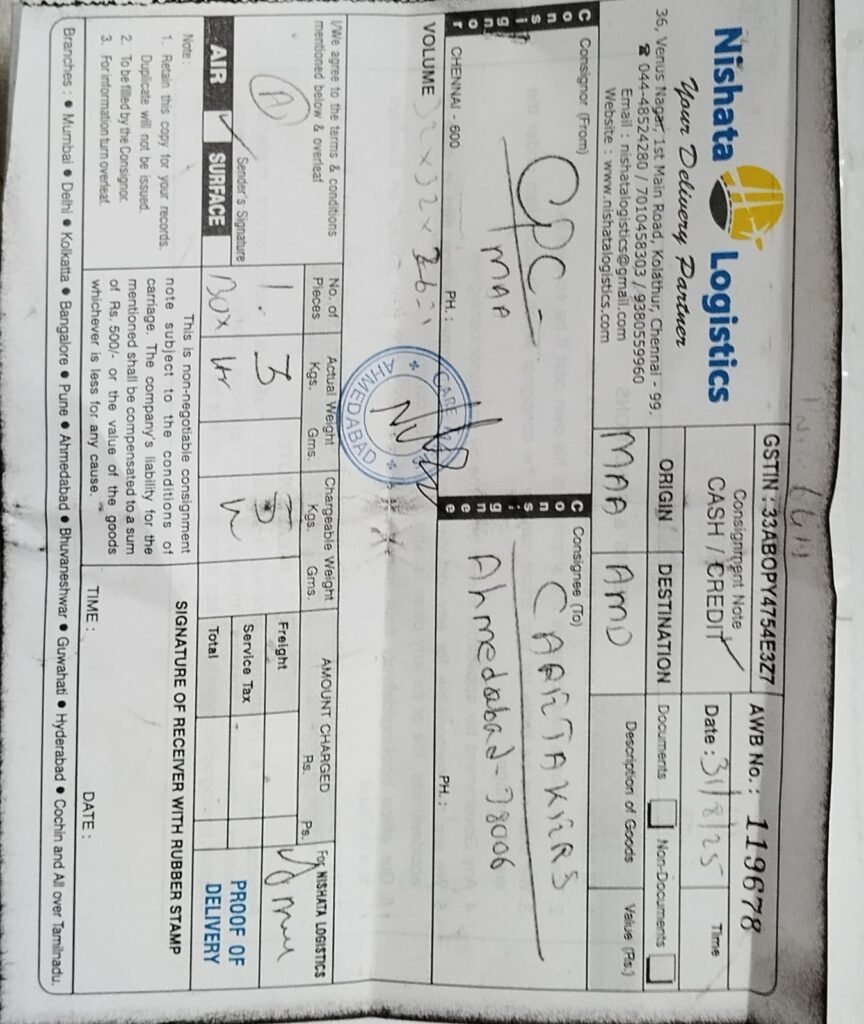 Nishata Logistics
Your Delivery Partner
36, Venus Nagar, 1st Main Road, Kolathur, Chennai - 99.
☎ 044-48524280 / 7010458303 / 9380559960
Email : nishatalogistics@gmail.com
Website : www.nishatalogistics.com
GSTIN : 33ABOPY4754E3Z7
AWB No. : 119678
Consignment Note
CASH / CREDIT
Date : 31/8/25
Time
ORIGIN
DESTINATION
Documents
Non-Documents
MAA
AMD
Description of Goods
Value (Rs.)
Consignor
Consignor (From)
CPC
MAA
CHENNAI - 600
PH. :
Consignee
Consignee (To)
Ahmedabad - 38006
PH. :
VOLUME 32 x 32 x
CARE
AHMEDABAD
I/We agree to the terms & conditions
mentioned below & overleaf
Sender's Signature
AIR
SURFACE
No. of
Pieces
Actual Weight
Kgs. Gms.
Chargeable Weight
Kgs. Gms.
AMOUNT CHARGED
Rs. Ps.
1
Box
3
Freight
Service Tax
Total
For NISHATA LOGISTICS
PROOF OF
DELIVERY
Note :
1. Retain this copy for your records.
Duplicate will not be issued.
2. To be filled by the Consignor.
3. For information turn overleaf.
This is non-negotiable consignment
note subject to the conditions of
carriage. The company's liability for the
mentioned shall be compensated to a sum
of Rs. 500/- or the value of the goods
whichever is less for any cause.
SIGNATURE OF RECEIVER WITH RUBBER STAMP
TIME :
DATE :
Branches : ● Mumbai ● Delhi ● Kolkatta ● Bangalore ● Pune ● Ahmedabad ● Bhuvaneshwar ● Guwahati ● Hyderabad ● Cochin and All over Tamilnadu.